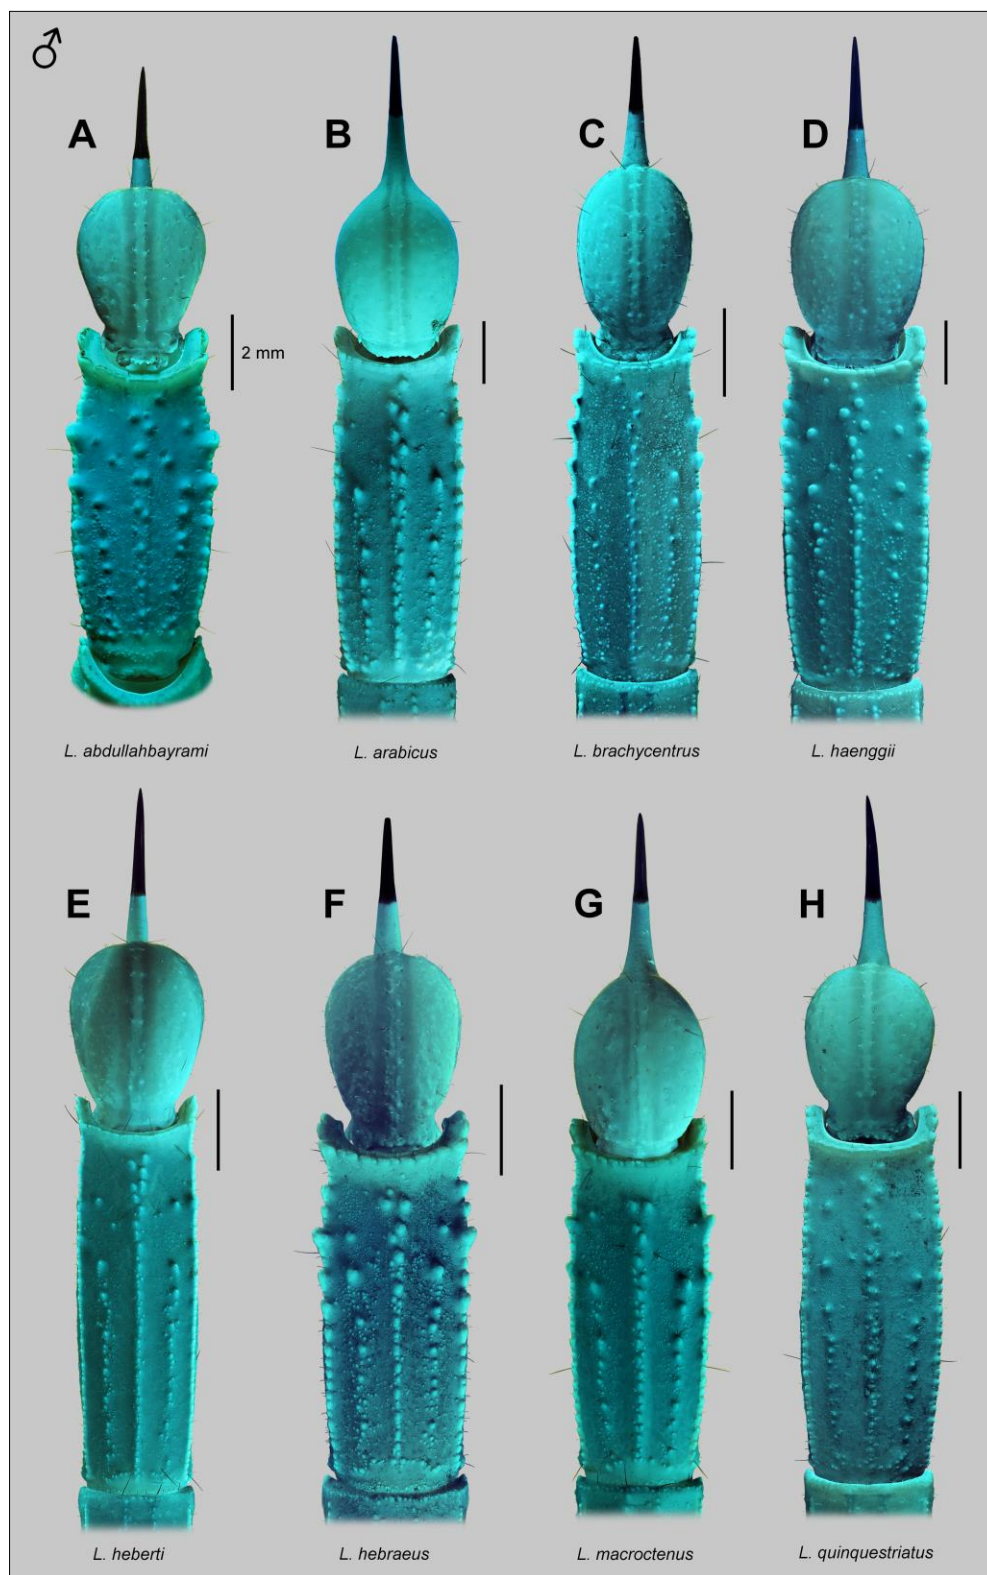 ♂
A
B
C
D
2 mm
L. abdullahbayrami
L. arabicus
L. brachycentrus
L. haenggii
E
F
G
H
L. heberti
L. hebraeus
L. macroctenus
L. quinquestriatus